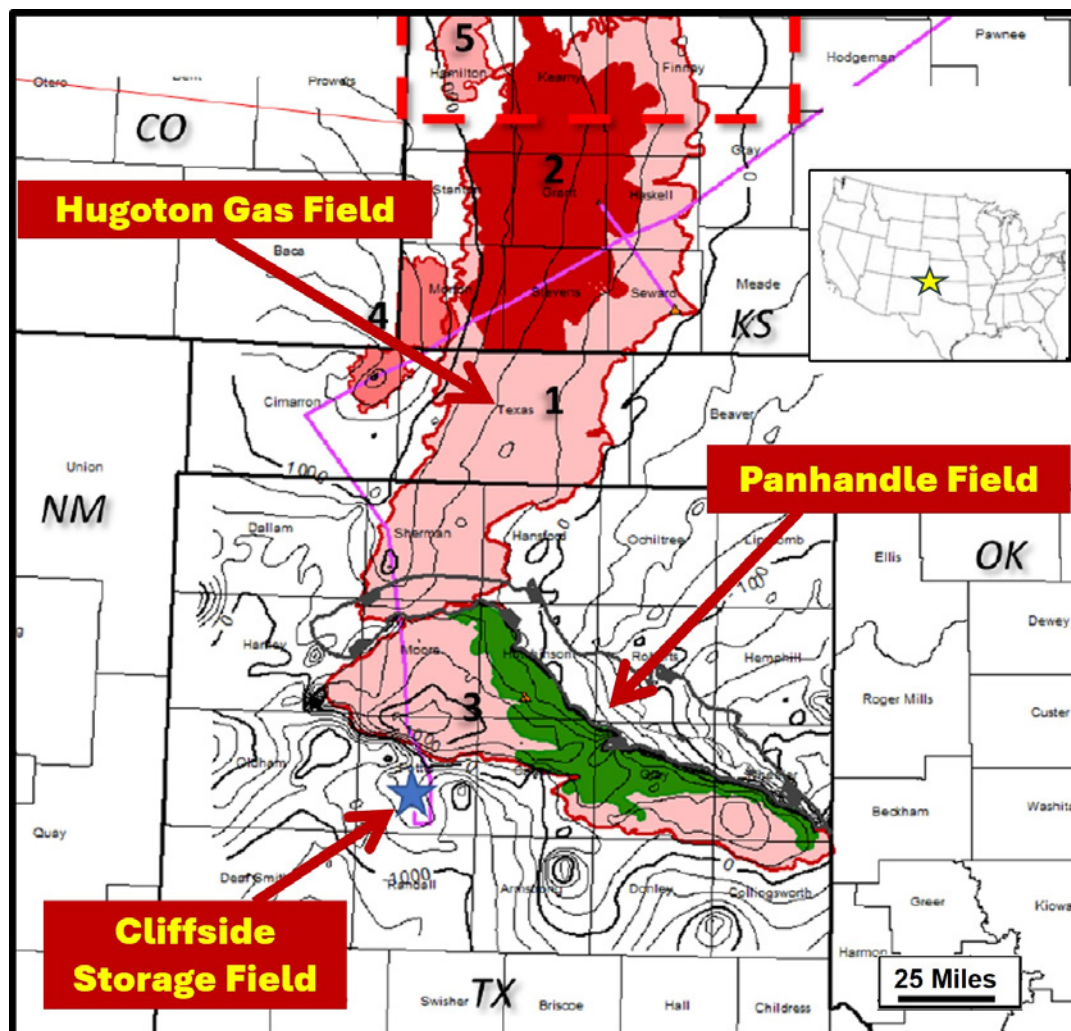 Pawnee
5
Hodgeman
Hamilton
Kearny
Finney
Otero
Prowers
CO
Gray
2
Stanton
Grant
Haskell
Hugoton Gas Field
Baca
Morton
Stevens
Seward
Meade
4
KS
Cimarron
Texas
1
Beaver
Union
1000
Panhandle Field
NM
Dallam
Sherman
Hansford
Ochiltree
Lipscomb
Ellis
OK
100
Dewey
Hartley
Moore
Hutchinson
Roberts
Hemphill
Roger Mills
3
Custer
Oldham
Gray
Wheeler
Beckham
Washita
Quay
Deaf Smith
1000
Randall
Armstrong
Donley
Collingsworth
Greer
Kiowa
Cliffside
Storage Field
Harmon
25 Miles
Swisher
TX
Briscoe
Hall
Childress